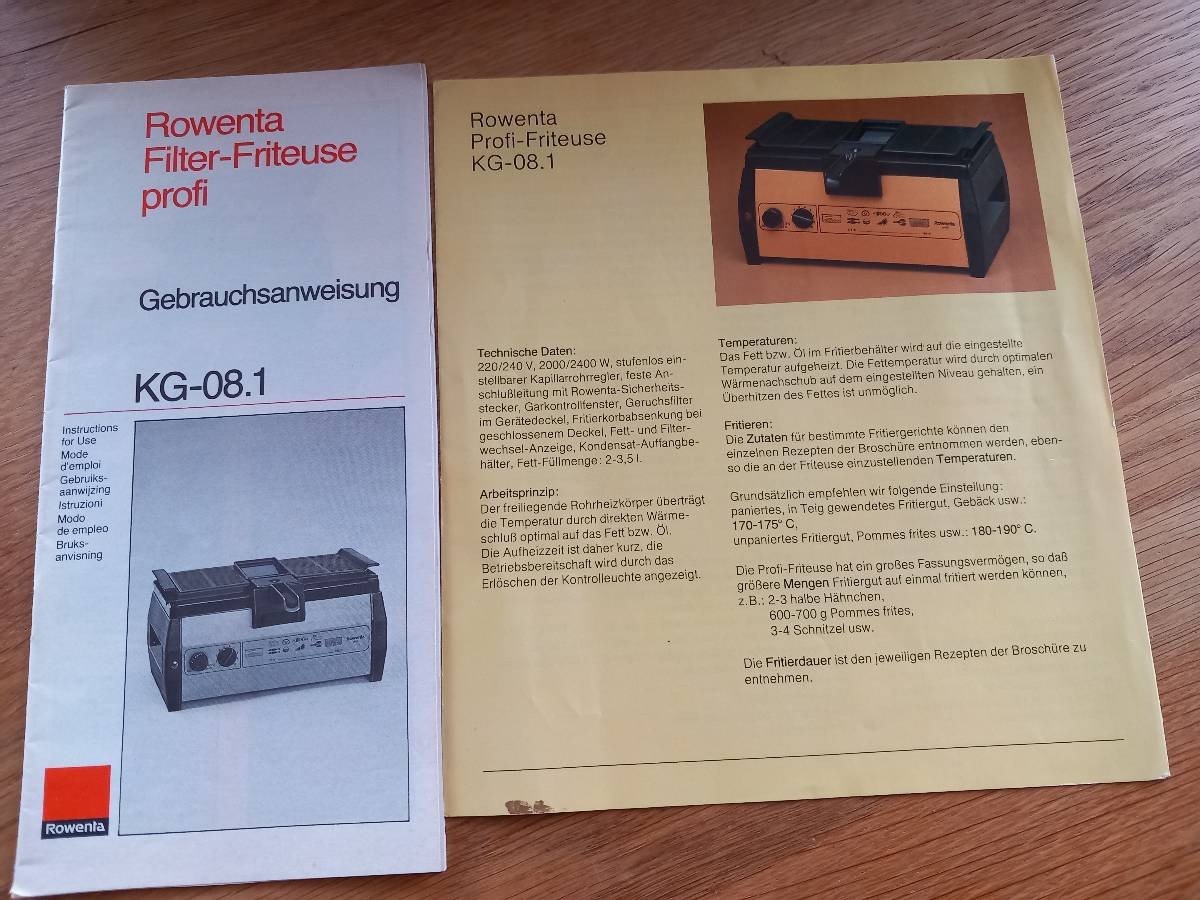 Rowenta
Filter-Friteuse
profi
Gebrauchsanweisung
KG-08.1
Instructions
for Use
Mode
d'emploi
Gebruiks-
aanwijzing
Istruzioni
Modo
de empleo
Bruks-
anvisning
Rowenta
Rowenta
Profi-Friteuse
KG-08.1
Rowenta
Technische Daten:
220/240 V, 2000/2400 W, stufenlos ein-
stellbarer Kapillarrohrregler, feste An-
schlußleitung mit Rowenta-Sicherheits-
stecker, Garkontrollfenster, Geruchsfilter
im Gerätedeckel, Fritierkorbabsenkung bei
geschlossenem Deckel, Fett- und Filter-
wechsel-Anzeige, Kondensat-Auffangbe-
hälter, Fett-Füllmenge: 2-3,5 l.
Arbeitsprinzip:
Der freiliegende Rohrheizkörper überträgt
die Temperatur durch direkten Wärme-
schluß optimal auf das Fett bzw. Öl.
Die Aufheizzeit ist daher kurz, die
Betriebsbereitschaft wird durch das
Erlöschen der Kontrolleuchte angezeigt.
Temperaturen:
Das Fett bzw. Öl im Fritierbehälter wird auf die eingestellte
Temperatur aufgeheizt. Die Fettemperatur wird durch optimalen
Wärmenachschub auf dem eingestellten Niveau gehalten, ein
Überhitzen des Fettes ist unmöglich.
Fritieren:
Die Zutaten für bestimmte Fritiergerichte können den
einzelnen Rezepten der Broschüre entnommen werden, eben-
so die an der Friteuse einzustellenden Temperaturen.
Grundsätzlich empfehlen wir folgende Einstellung:
paniertes, in Teig gewendetes Fritiergut, Gebäck usw.:
170-175° C,
unpaniertes Fritiergut, Pommes frites usw.: 180-190° C.
Die Profi-Friteuse hat ein großes Fassungsvermögen, so daß
größere Mengen Fritiergut auf einmal fritiert werden können,
z.B.: 2-3 halbe Hähnchen,
600-700 g Pommes frites,
3-4 Schnitzel usw.
Die Fritierdauer ist den jeweiligen Rezepten der Broschüre zu
entnehmen.